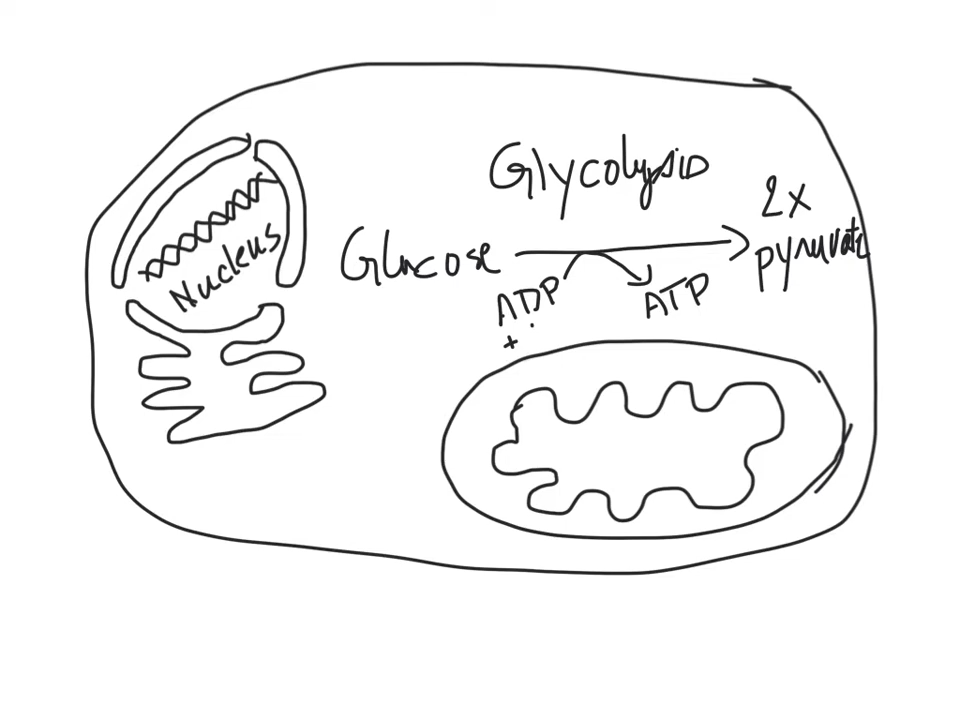 Glycolysis
2x
Nucleus
Glucose
pyruvate
ADP
ATP
+